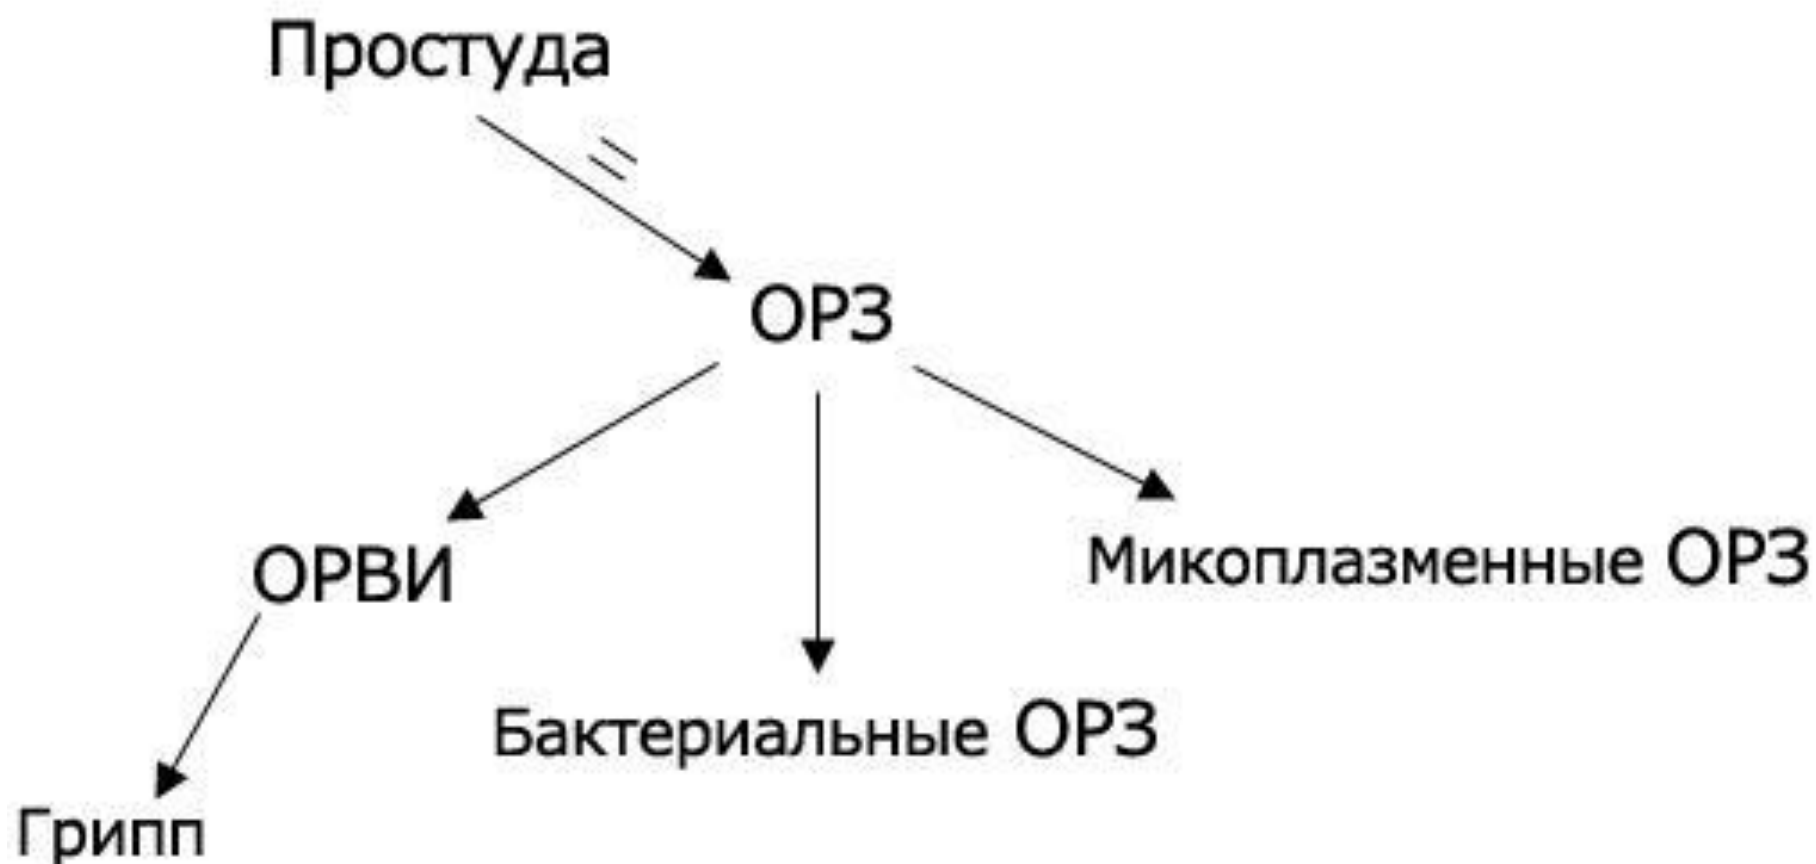 Простуда
=
ОРЗ
ОРВИ
Микоплазменные ОРЗ
Бактериальные ОРЗ
Грипп